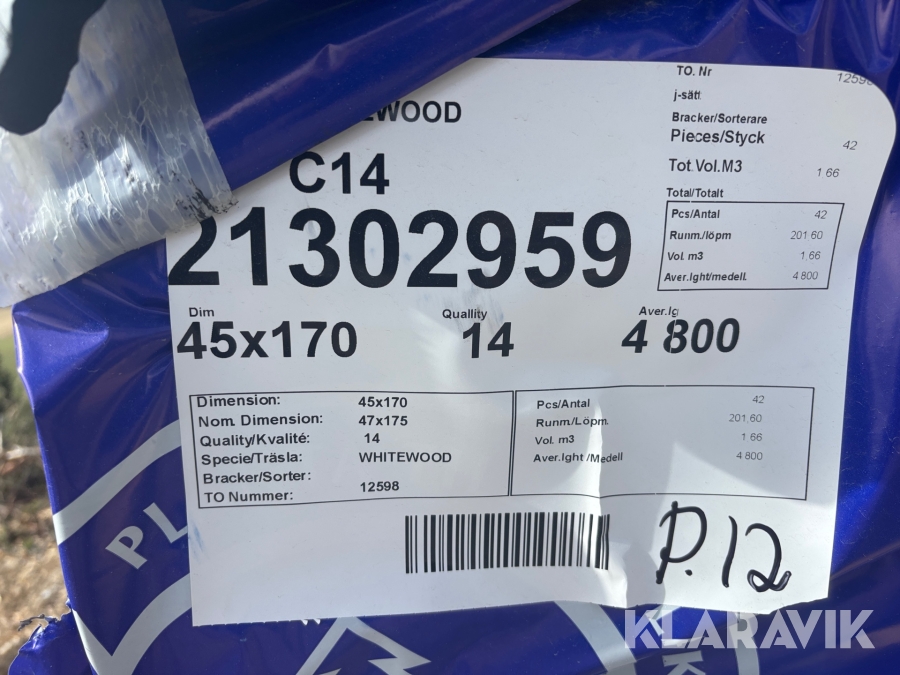 WOOD
C14
21302959
Dim
45x170
Quallity
14
Aver.lg
4 800
TO. Nr
j-sätt
Bracker/Sorterare
Pieces/Styck 42
Tot.Vol.M3 1.66
Total/Totalt
Pcs/Antal 42
Runm./löpm 201.60
Vol. m3 1,66
Aver.lght/medell. 4 800
Dimension: 45x170
Nom. Dimension: 47x175
Quality/Kvalité: 14
Specie/Träsla: WHITEWOOD
Bracker/Sorter:
TO Nummer: 12598
Pcs/Antal 42
Runm./Löpm. 201,60
Vol. m3 1 66
Aver.lght /Medell 4 800
P.12
PL
KLARAVIK